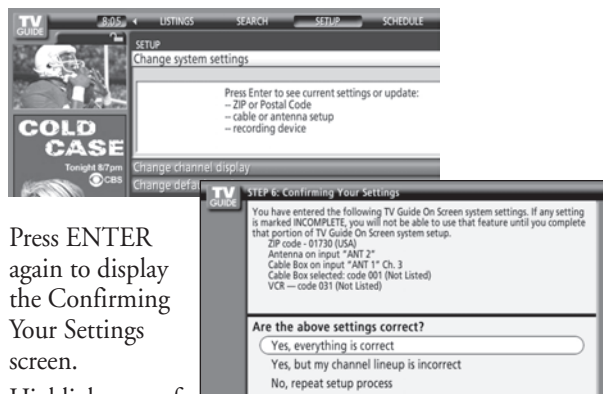 TV
GUIDE
8:05
LISTINGS SEARCH SETUP SCHEDULE
SETUP
Change system settings
Press Enter to see current settings or update:
– ZIP or Postal Code
– cable or antenna setup
– recording device
COLD
CASE
Tonight 8/7pm
CBS
Change channel display
Change defa
TV
GUIDE
STEP 6: Confirming Your Settings
You have entered the following TV Guide On Screen system settings. If any setting
is marked INCOMPLETE, you will not be able to use that feature until you complete
that portion of TV Guide On Screen system setup.
ZIP code - 01730 (USA)
Antenna on input "ANT 2"
Cable Box on input "ANT 1" Ch. 3
Cable Box selected: code 001 (Not Listed)
VCR — code 031 (Not Listed)
Are the above settings correct?
Yes, everything is correct
Yes, but my channel lineup is incorrect
No, repeat setup process
Press ENTER
again to display
the Confirming
Your Settings
screen.